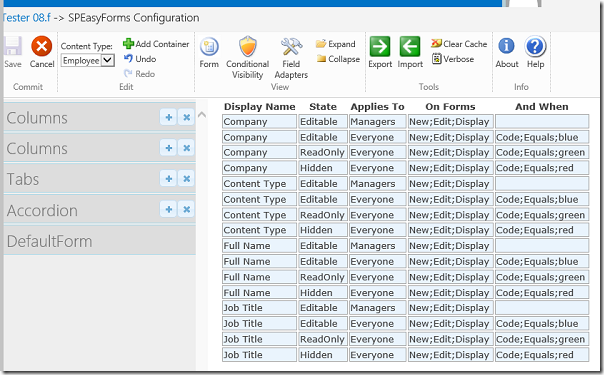 Tester 08.f -> SPEasyForms Configuration
Save
Cancel
Commit
Content Type:
Employee
Add Container
Undo
Redo
Edit
Form
Conditional Visibility
Field Adapters
Expand
Collapse
View
Export
Import
Clear Cache
Verbose
Tools
About
Help
Info
Columns
Columns
Tabs
Accordion
DefaultForm
Display Name State Applies To On Forms And When
Company Editable Managers New;Edit;Display
Company Editable Everyone New;Edit;Display Code;Equals;blue
Company ReadOnly Everyone New;Edit;Display Code;Equals;green
Company Hidden Everyone New;Edit;Display Code;Equals;red
Content Type Editable Managers New;Edit;Display
Content Type Editable Everyone New;Edit;Display Code;Equals;blue
Content Type ReadOnly Everyone New;Edit;Display Code;Equals;green
Content Type Hidden Everyone New;Edit;Display Code;Equals;red
Full Name Editable Managers New;Edit;Display
Full Name Editable Everyone New;Edit;Display Code;Equals;blue
Full Name ReadOnly Everyone New;Edit;Display Code;Equals;green
Full Name Hidden Everyone New;Edit;Display Code;Equals;red
Job Title Editable Managers New;Edit;Display
Job Title Editable Everyone New;Edit;Display Code;Equals;blue
Job Title ReadOnly Everyone New;Edit;Display Code;Equals;green
Job Title Hidden Everyone New;Edit;Display Code;Equals;red